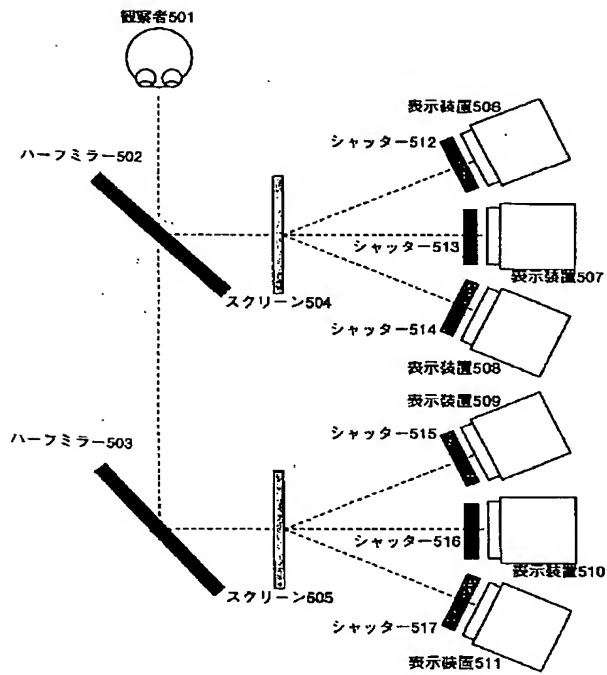 観察者501
表示装置506
シャッター512
ハーフミラー502
シャッター513
表示装置507
スクリーン504
シャッター514
表示装置508
表示装置509
シャッター515
ハーフミラー503
シャッター516
表示装置510
スクリーン505
シャッター517
表示装置511